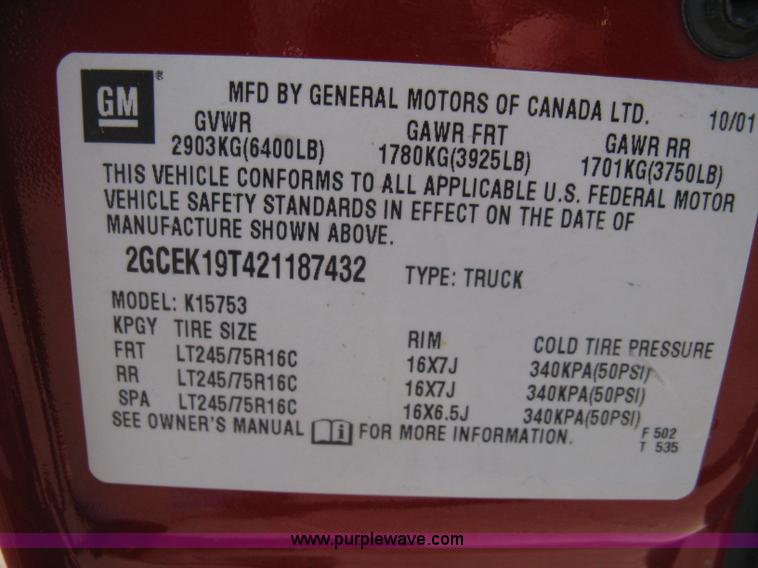 GM®
MFD BY GENERAL MOTORS OF CANADA LTD. 10/01
GVWR GAWR FRT GAWR RR
2903KG(6400LB) 1780KG(3925LB) 1701KG(3750LB)
THIS VEHICLE CONFORMS TO ALL APPLICABLE U.S. FEDERAL MOTOR
VEHICLE SAFETY STANDARDS IN EFFECT ON THE DATE OF
MANUFACTURE SHOWN ABOVE.
2GCEK19T421187432 TYPE: TRUCK
MODEL: K15753
KPGY TIRE SIZE RIM COLD TIRE PRESSURE
FRT LT245/75R16C 16X7J 340KPA(50PSI)
RR LT245/75R16C 16X7J 340KPA(50PSI)
SPA LT245/75R16C 16X6.5J 340KPA(50PSI)
SEE OWNER'S MANUAL i FOR MORE INFORMATION. F 502
T 535
www.purplewave.com